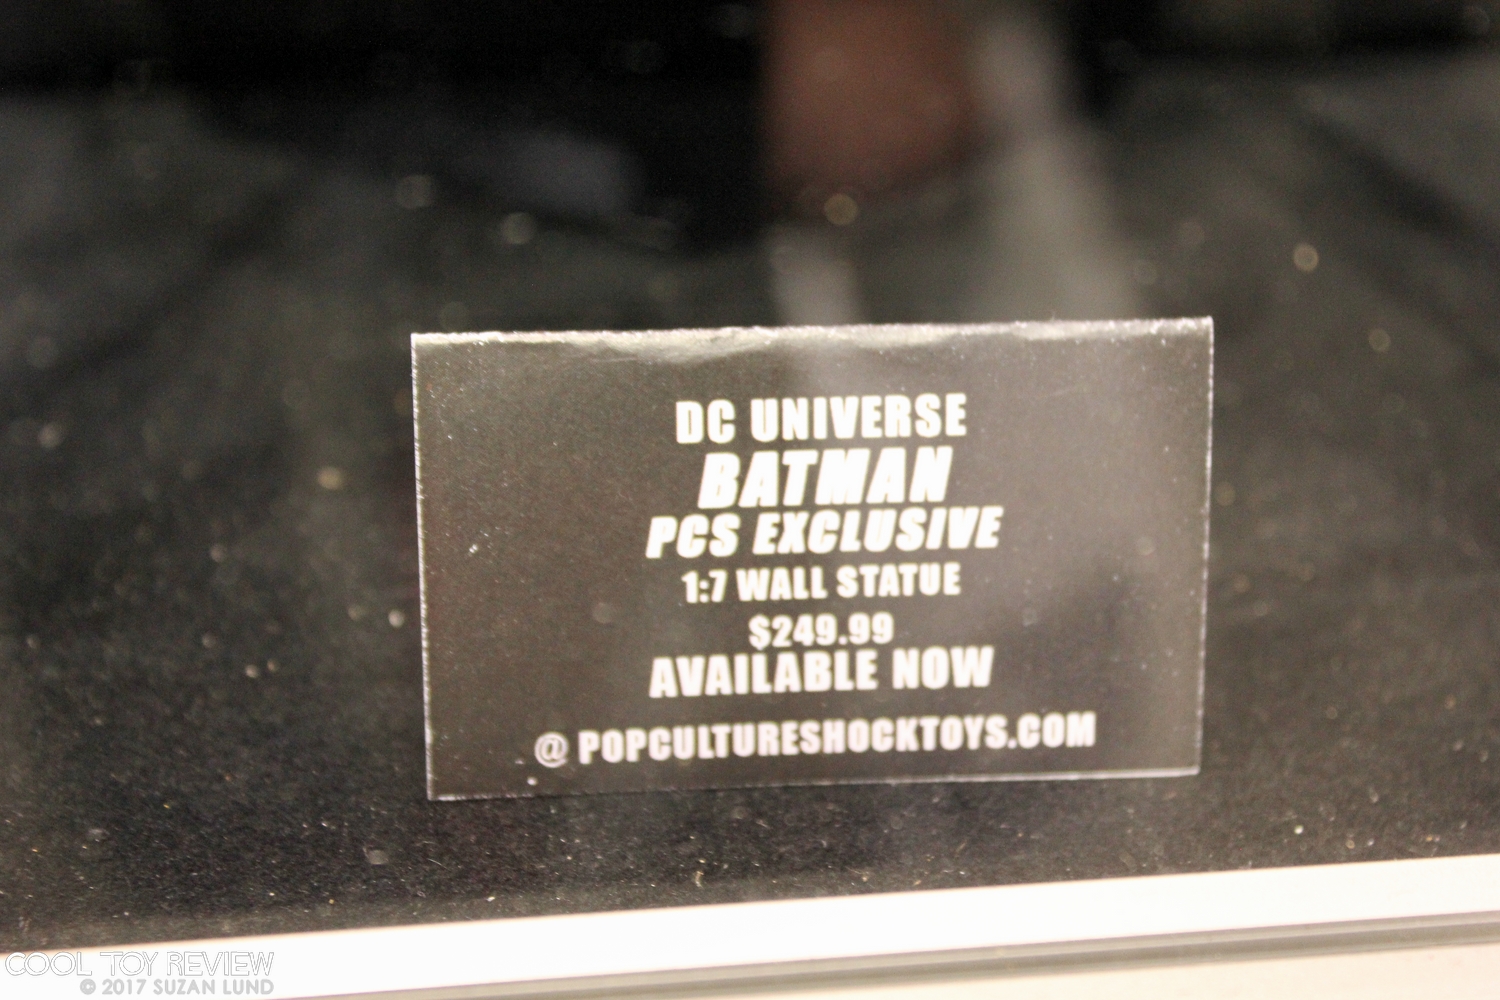 DC UNIVERSE
BATMAN
PCS EXCLUSIVE
1:7 WALL STATUE
$249.99
AVAILABLE NOW
@ POPCULTURESHOCKTOYS.COM
COOL TOY REVIEW
© 2017 SUZAN LUND